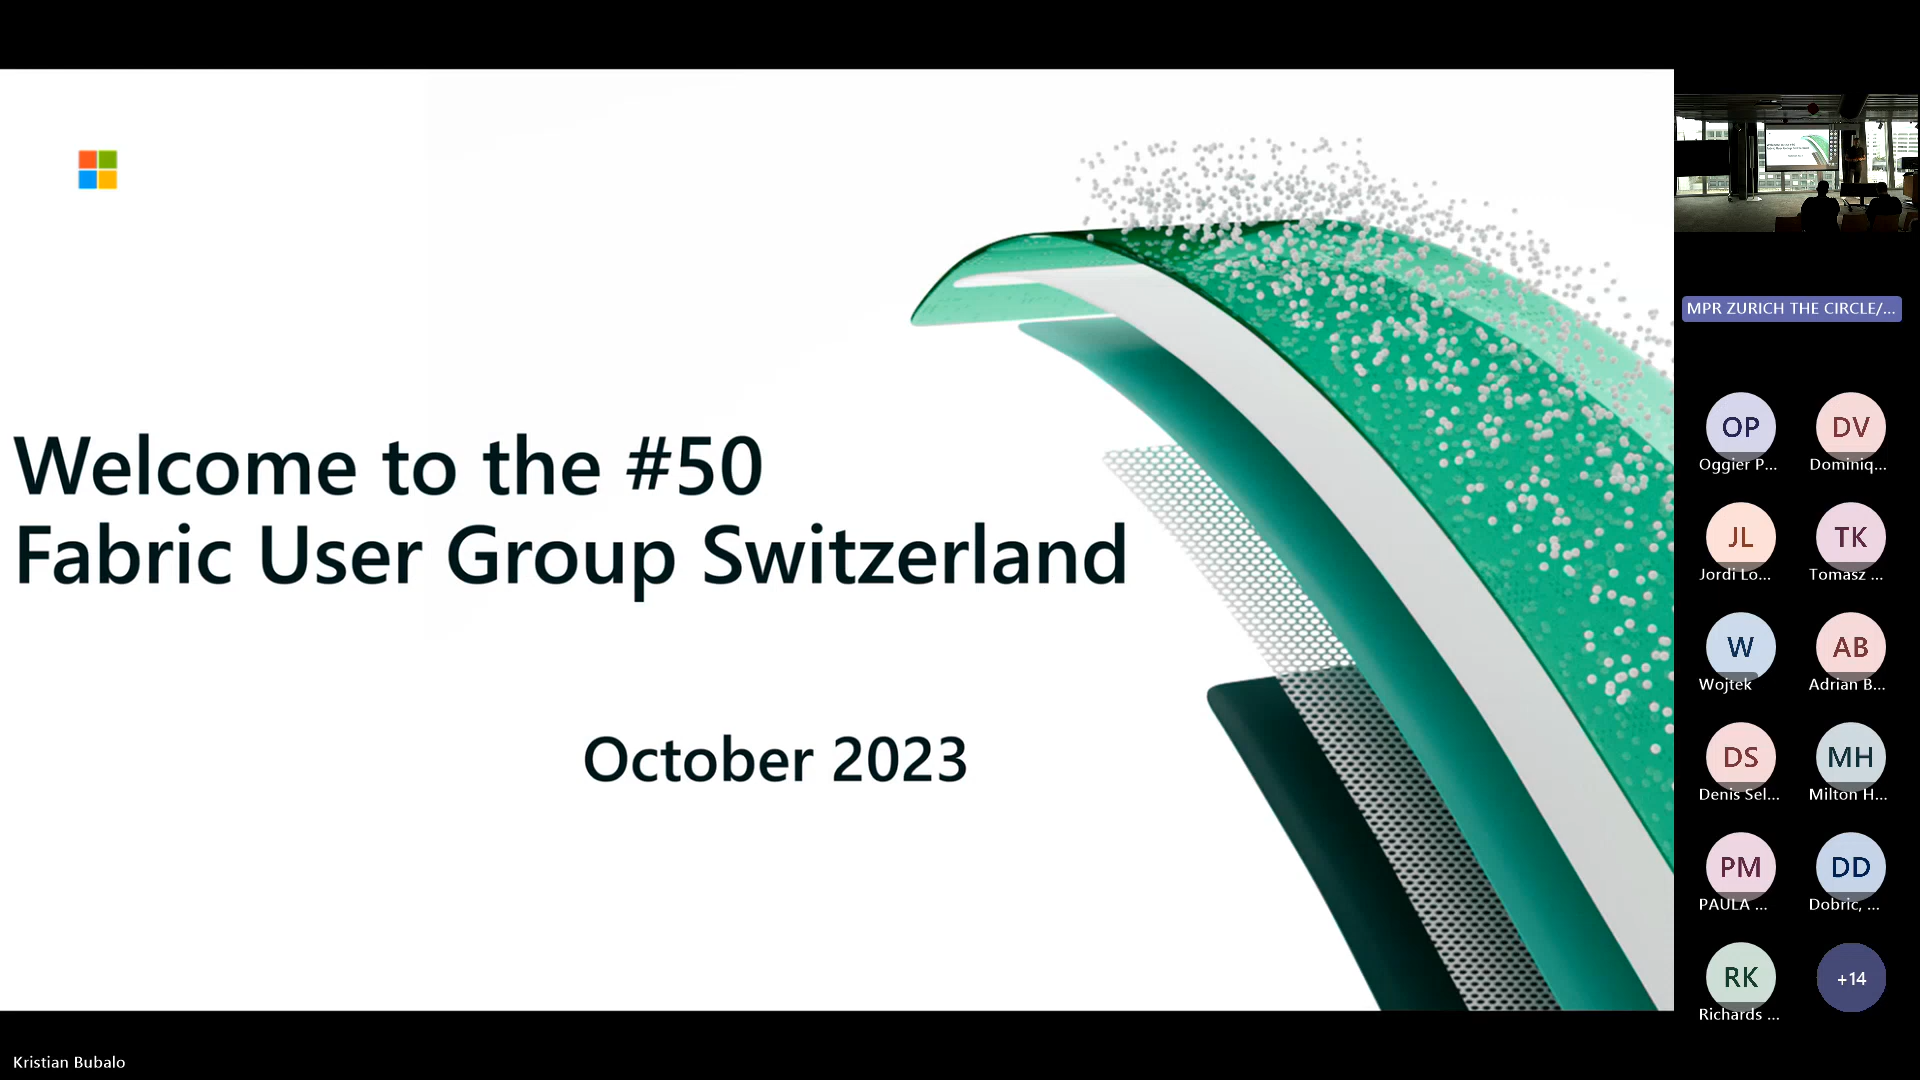 Welcome to the #50
Fabric User Group Switzerland
October 2023
MPR ZURICH THE CIRCLE/...
OP
Oggier P...
DV
Dominiq...
JL
Jordi Lo...
TK
Tomasz ...
W
Wojtek
AB
Adrian B...
DS
Denis Sel...
MH
Milton H...
PM
PAULA ...
DD
Dobric, ...
RK
Richards ...
+14
Kristian Bubalo